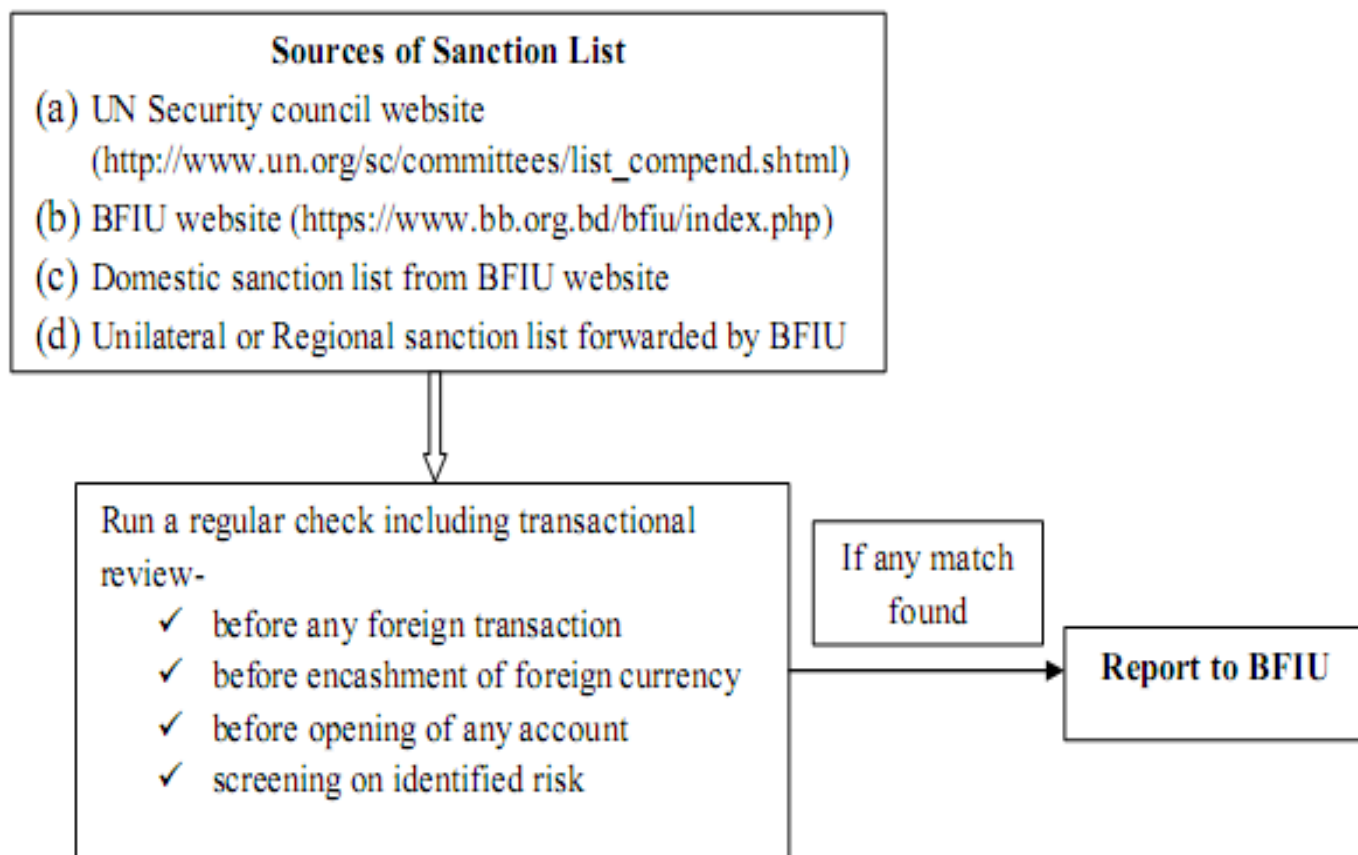 Sources of Sanction List
(a) UN Security council website
(http://www.un.org/sc/committees/list_compend.shtml)
(b) BFIU website (https://www.bb.org.bd/bfiu/index.php)
(c) Domestic sanction list from BFIU website
(d) Unilateral or Regional sanction list forwarded by BFIU
Run a regular check including transactional
review-
✓ before any foreign transaction
✓ before encashment of foreign currency
✓ before opening of any account
✓ screening on identified risk
If any match
found
Report to BFIU